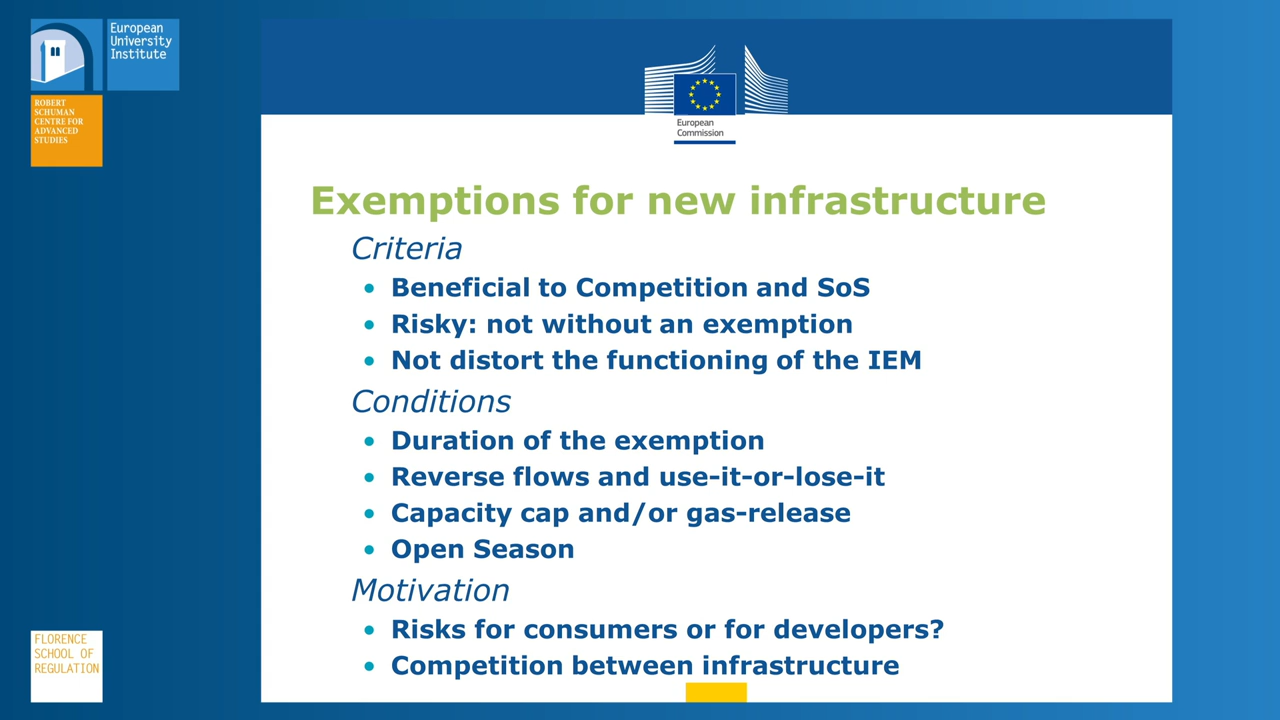 European
University
Institute
ROBERT
SCHUMAN
CENTRE FOR
ADVANCED
STUDIES
European
Commission
Exemptions for new infrastructure
Criteria
• Beneficial to Competition and SoS
• Risky: not without an exemption
• Not distort the functioning of the IEM
Conditions
• Duration of the exemption
• Reverse flows and use-it-or-lose-it
• Capacity cap and/or gas-release
• Open Season
Motivation
• Risks for consumers or for developers?
• Competition between infrastructure
FLORENCE
SCHOOL OF
REGULATION